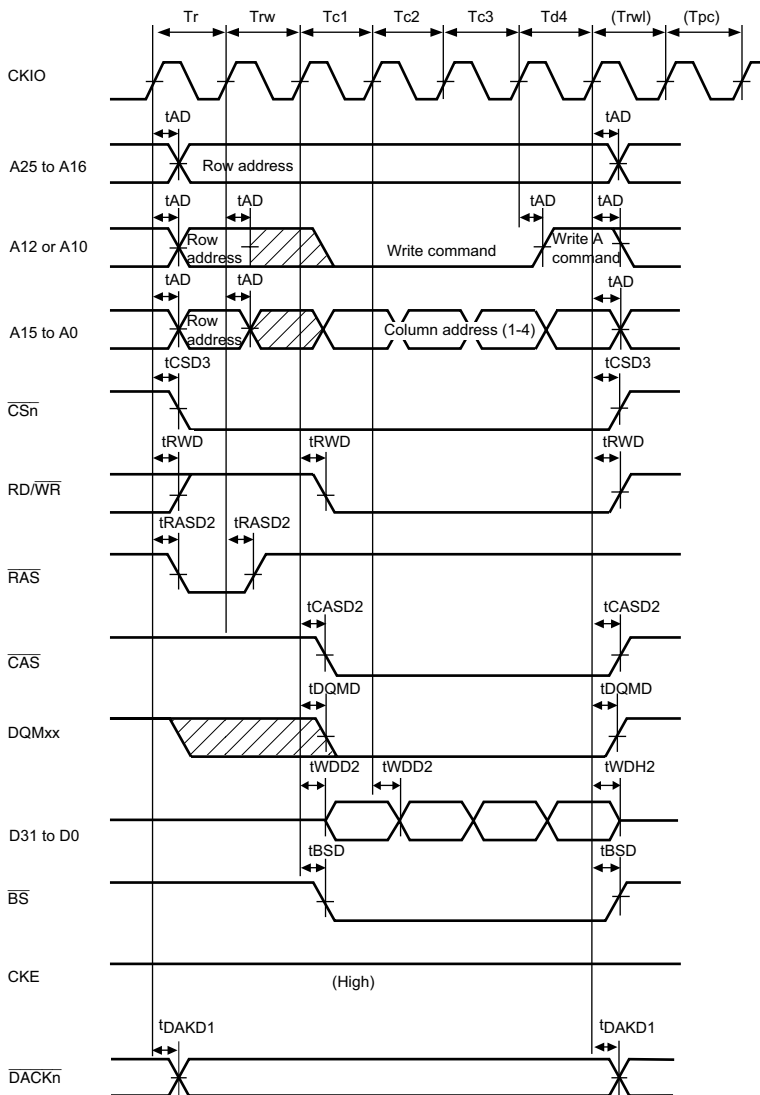 Tr Trw Tc1 Tc2 Tc3 Td4 (Trwl) (Tpc)
CKIO
tAD tAD
A25 to A16 Row address
tAD tAD tAD tAD
A12 or A10 Row address Write command Write A command
tAD tAD tAD
A15 to A0 Row address Column address (1-4)
tCSD3 tCSD3
CSn
tRWD tRWD tRWD
RD/WR
tRASD2 tRASD2
RAS
tCASD2 tCASD2
CAS
tDQMD tDQMD
DQMxx
tWDD2 tWDD2 tWDH2
D31 to D0
tBSD tBSD
BS
CKE (High)
tDAKD1 tDAKD1
DACKn